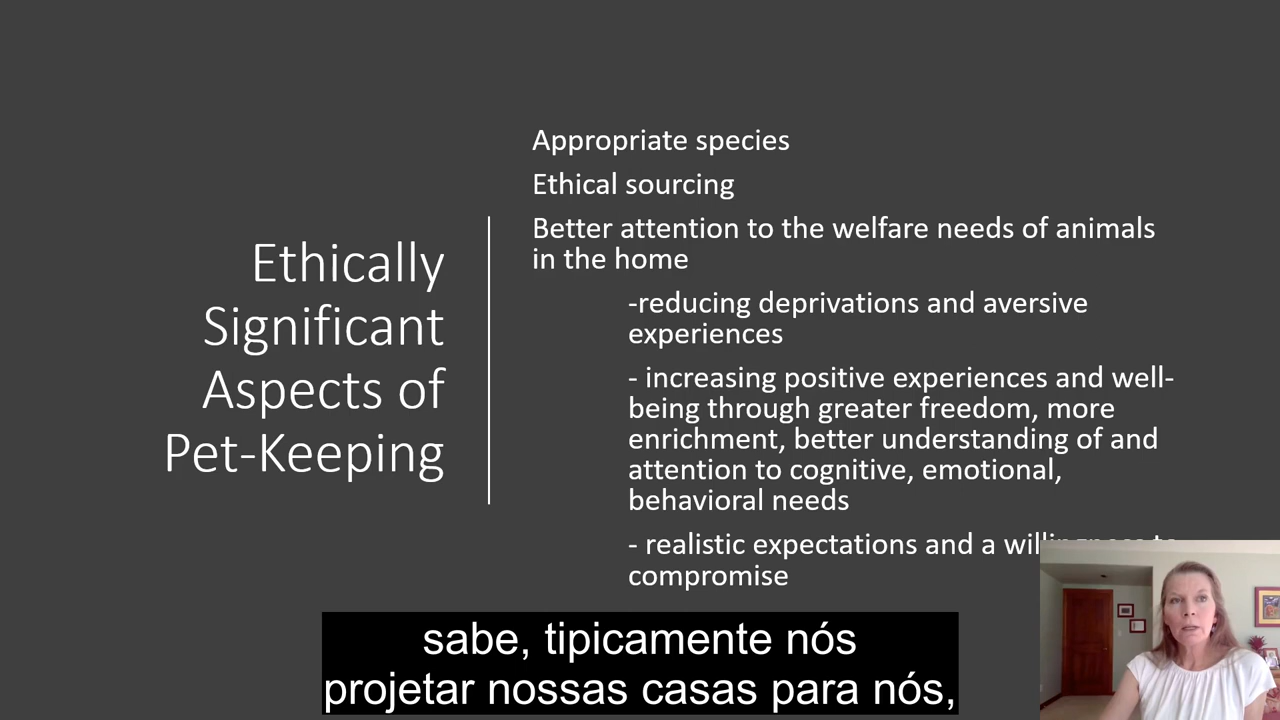 Ethically
Significant
Aspects of
Pet-Keeping
Appropriate species
Ethical sourcing
Better attention to the welfare needs of animals
in the home
-reducing deprivations and aversive
experiences
- increasing positive experiences and well-
being through greater freedom, more
enrichment, better understanding of and
attention to cognitive, emotional,
behavioral needs
- realistic expectations and a
compromise
sabe, tipicamente nós
projetar nossas casas para nós,